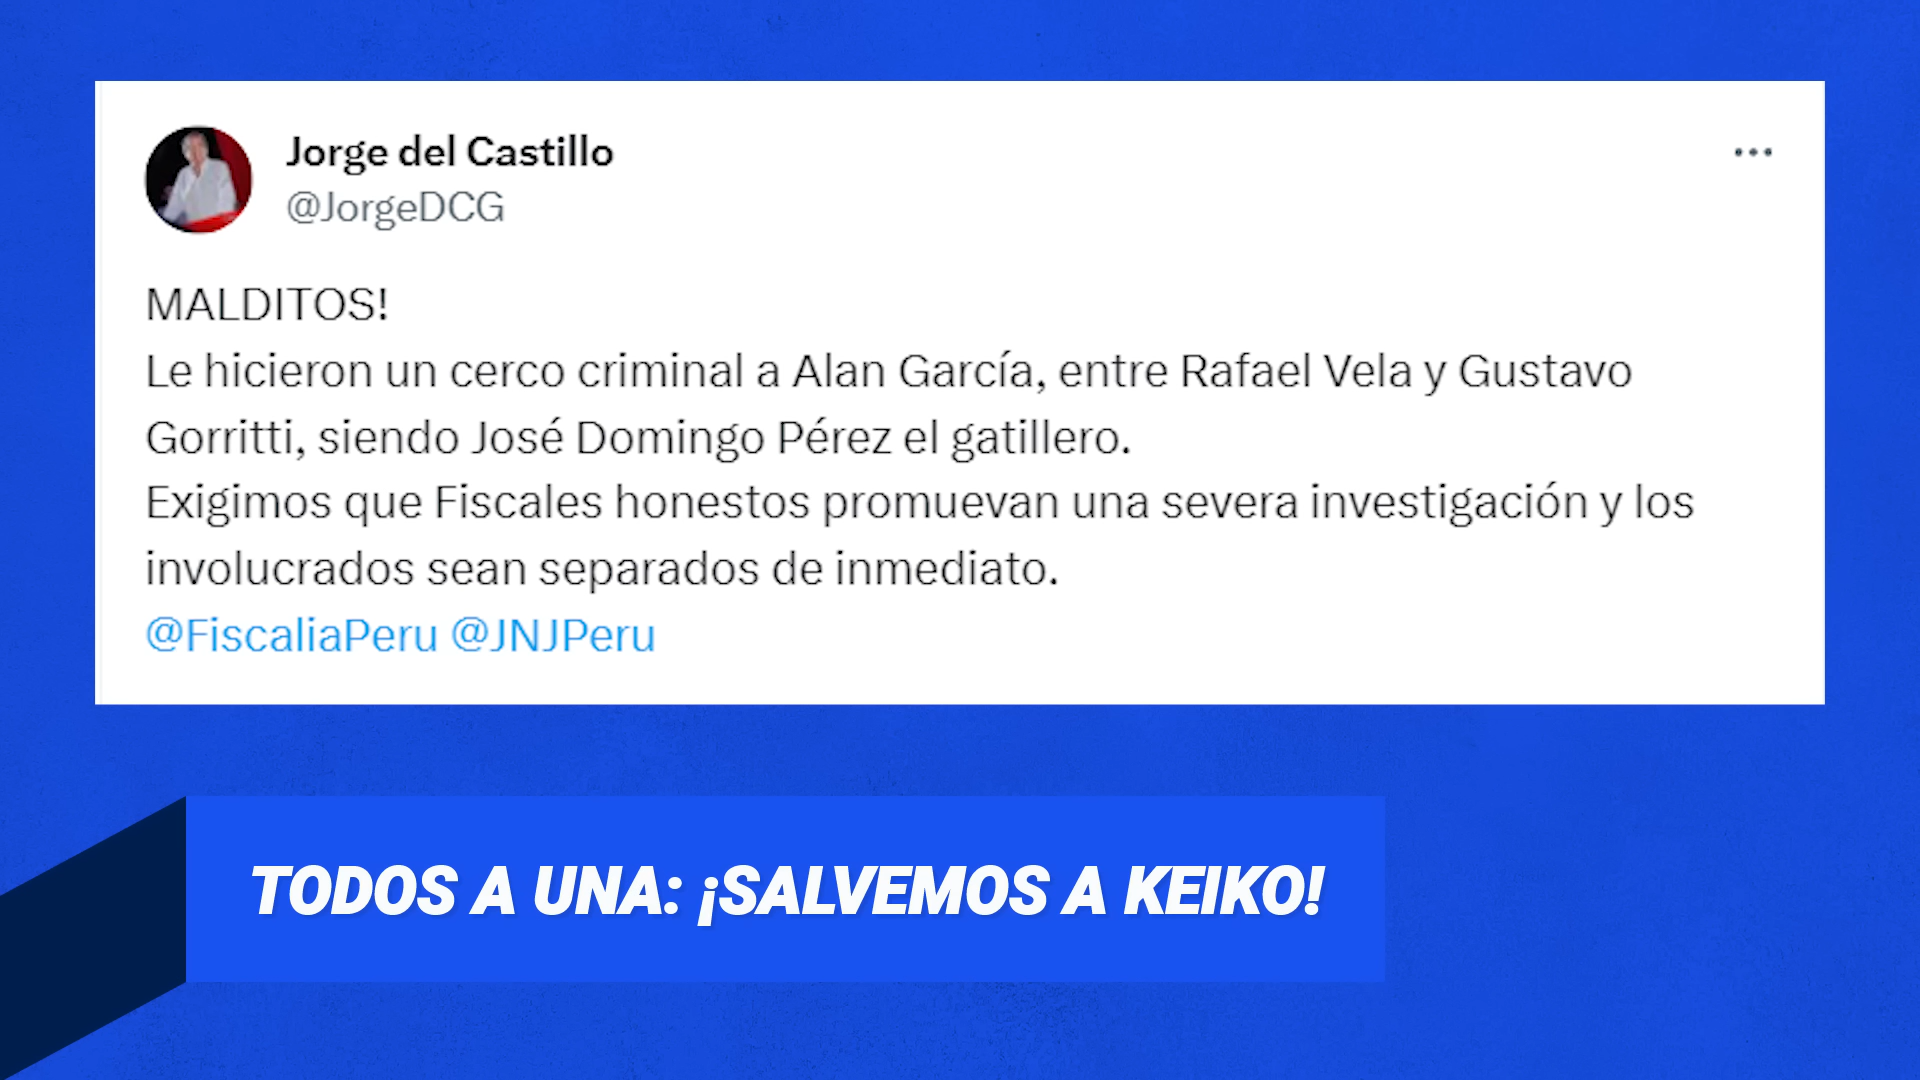 Jorge del Castillo
@JorgeDCG
MALDITOS!
Le hicieron un cerco criminal a Alan García, entre Rafael Vela y Gustavo
Gorritti, siendo José Domingo Pérez el gatillero.
Exigimos que Fiscales honestos promuevan una severa investigación y los
involucrados sean separados de inmediato.
@FiscaliaPeru @JNJPeru
TODOS A UNA: ¡SALVEMOS A KEIKO!